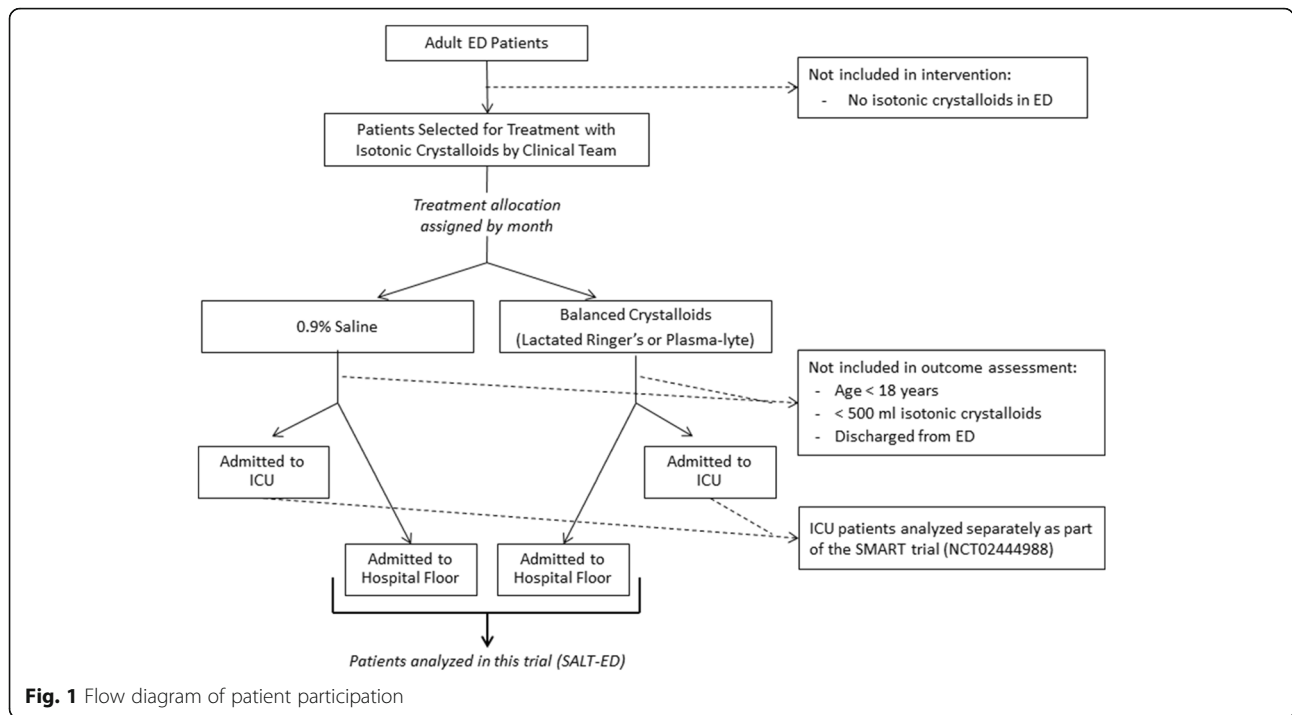 Adult ED Patients
Not included in intervention:
- No isotonic crystalloids in ED
Patients Selected for Treatment with
Isotonic Crystalloids by Clinical Team
Treatment allocation
assigned by month
0.9% Saline
Balanced Crystalloids
(Lactated Ringer's or Plasma-lyte)
Not included in outcome assessment:
- Age < 18 years
- < 500 ml isotonic crystalloids
- Discharged from ED
Admitted to
ICU
Admitted to
ICU
ICU patients analyzed separately as part
of the SMART trial (NCT02444988)
Admitted to
Hospital Floor
Admitted to
Hospital Floor
Patients analyzed in this trial (SALT-ED)
Fig. 1 Flow diagram of patient participation